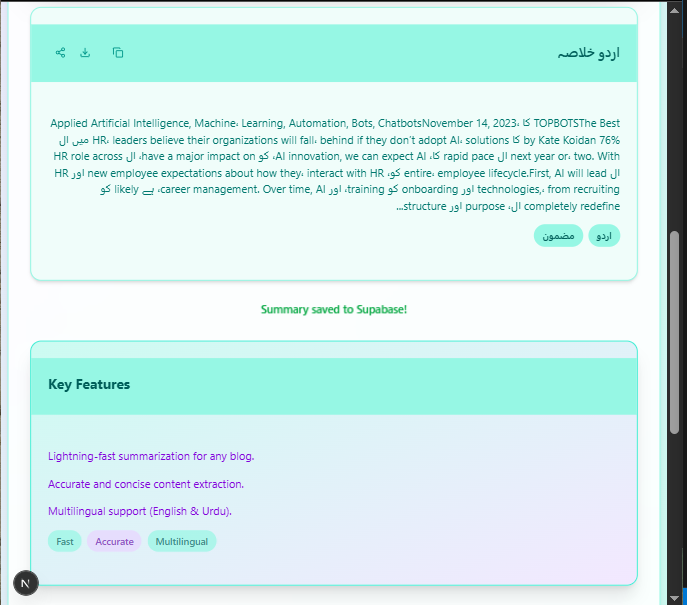 اردو خلاصہ
TOPBOTSThe Best کا ،Applied Artificial Intelligence, Machine، Learning, Automation, Bots, ChatbotsNovember 14, 2023
by Kate Koidan 76% کا HR، leaders believe their organizations will fall، behind if they don't adopt AI، solutions میں ال
next year or، two. With ال rapid pace کا ،AI innovation, we can expect AI کو ،have a major impact on ال HR role across
ال entire، employee lifecycle.First, AI will lead کو، new employee expectations about how they، interact with HR اور HR
technologies,، from recruiting اور onboarding کو training، اور career management. Over time, AI، ہے likely کو
completely redefine ال، purpose اور structure...
اردو
مضمون
Summary saved to Supabase!
Key Features
Lightning-fast summarization for any blog.
Accurate and concise content extraction.
Multilingual support (English & Urdu).
Fast Accurate Multilingual
N